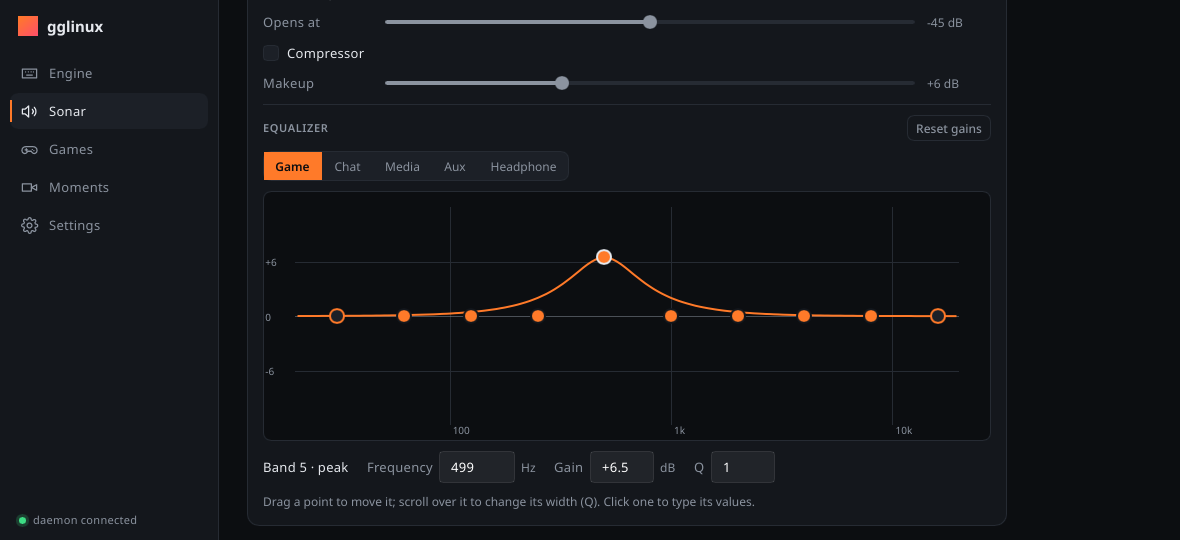 gglinux
Engine
Sonar
Games
Moments
Settings
daemon connected
Opens at -45 dB
Compressor
Makeup +6 dB
EQUALIZER Reset gains
Game Chat Media Aux Headphone
+6
0
-6
100 1k 10k
Band 5 · peak Frequency 499 Hz Gain +6.5 dB Q 1
Drag a point to move it; scroll over it to change its width (Q). Click one to type its values.